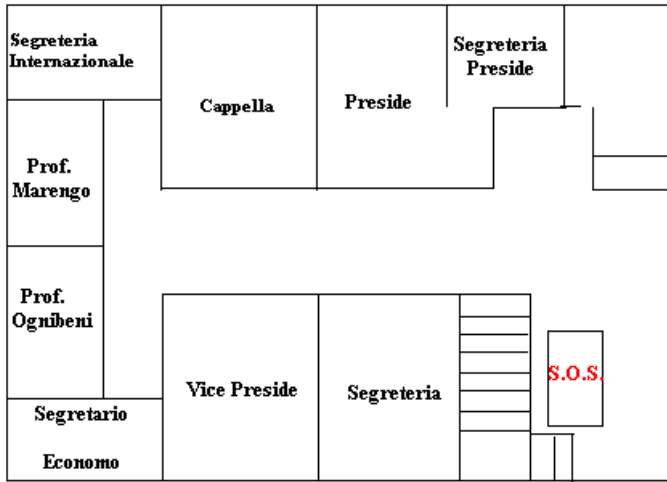 Segreteria
Internazionale
Cappella
Preside
Segreteria
Preside
Prof.
Marengo
Prof.
Ognibeni
Vice Preside
Segreteria
S.O.S.
Segretario
Economo